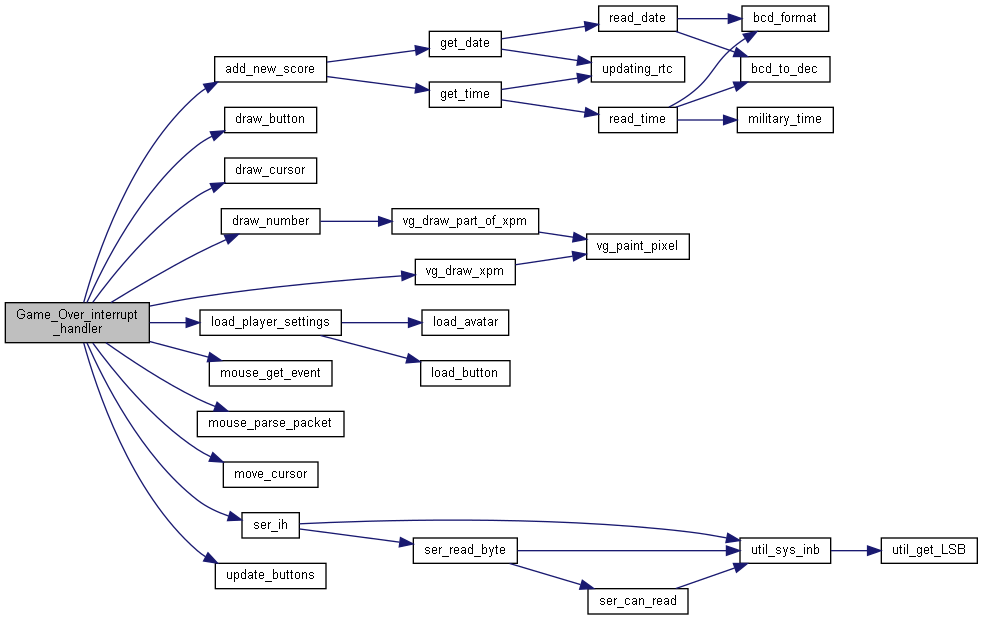 read_date
bcd_format
get_date
add_new_score
updating_rtc
bcd_to_dec
get_time
read_time
military_time
draw_button
draw_cursor
draw_number
vg_draw_part_of_xpm
vg_paint_pixel
vg_draw_xpm
Game_Over_interrupt
_handler
load_player_settings
load_avatar
load_button
mouse_get_event
mouse_parse_packet
move_cursor
ser_ih
ser_read_byte
util_sys_inb
util_get_LSB
update_buttons
ser_can_read